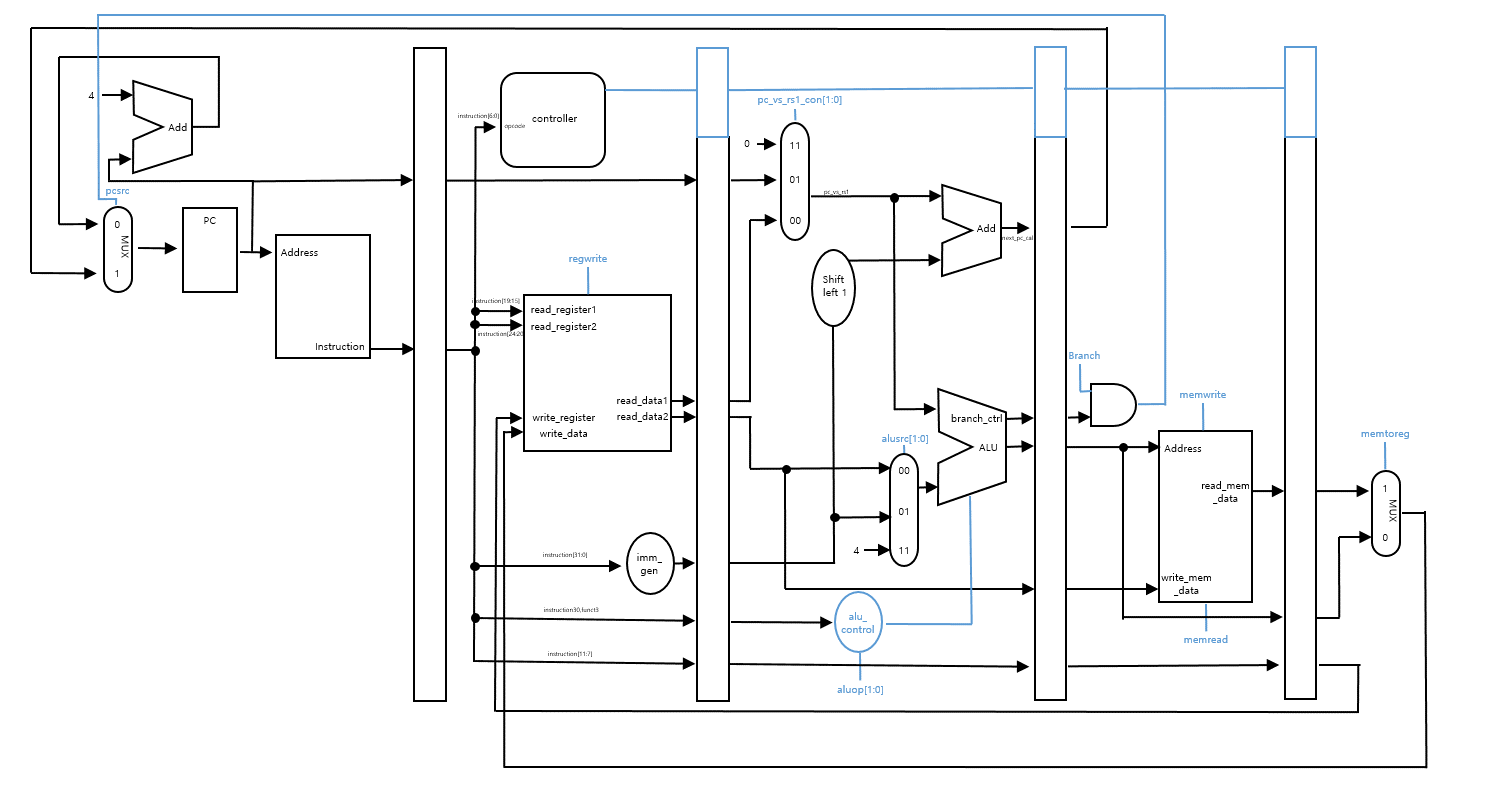 4
Add
pcsrc
0
MUX
1
PC
Address
Instruction
instruction[6:0]
opcode
controller
regwrite
instruction[19:15]
read_register1
read_register2
instruction[24:20]
read_data1
write_register
read_data2
write_data
instruction[31:0]
imm_
gen
instruction30,funct3
instruction[11:7]
pc_vs_rs1_con[1:0]
0
11
01
00
pc_vs_rs1
Add
next_pc_cal
Shift
left 1
alusrc[1:0]
00
01
4
11
branch_ctrl
ALU
alu_
control
aluop[1:0]
Branch
memwrite
Address
read_mem
_data
write_mem
_data
memread
memtoreg
1
MUX
0